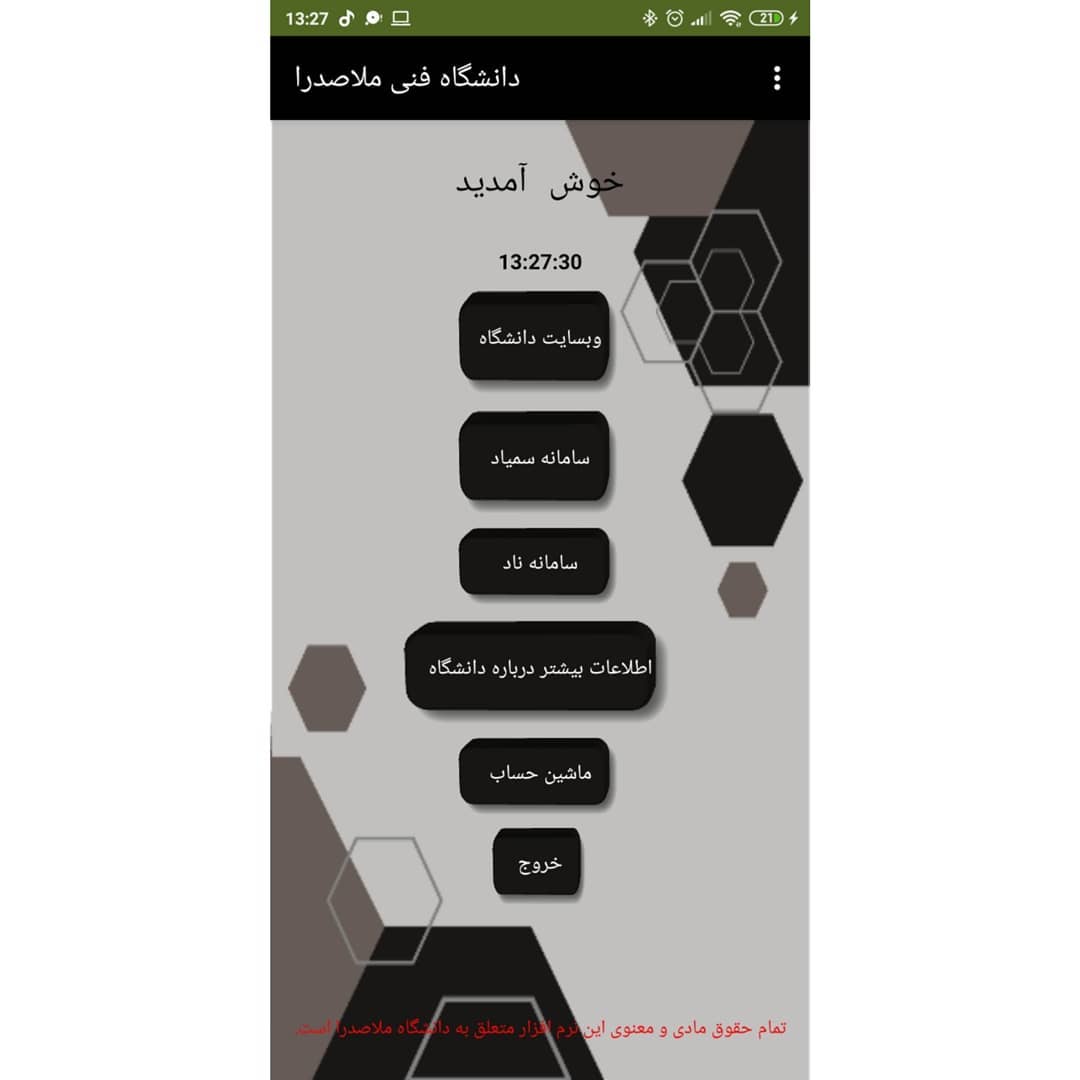 13:27
21
دانشگاه فنی ملاصدرا
خوش آمدید
13:27:30
وبسایت دانشگاه
سامانه سمیاد
سامانه ناد
اطلاعات بیشتر درباره دانشگاه
ماشین حساب
خروج
تمام حقوق مادی و معنوی این نرم افزار متعلق به دانشگاه ملاصدرا است.